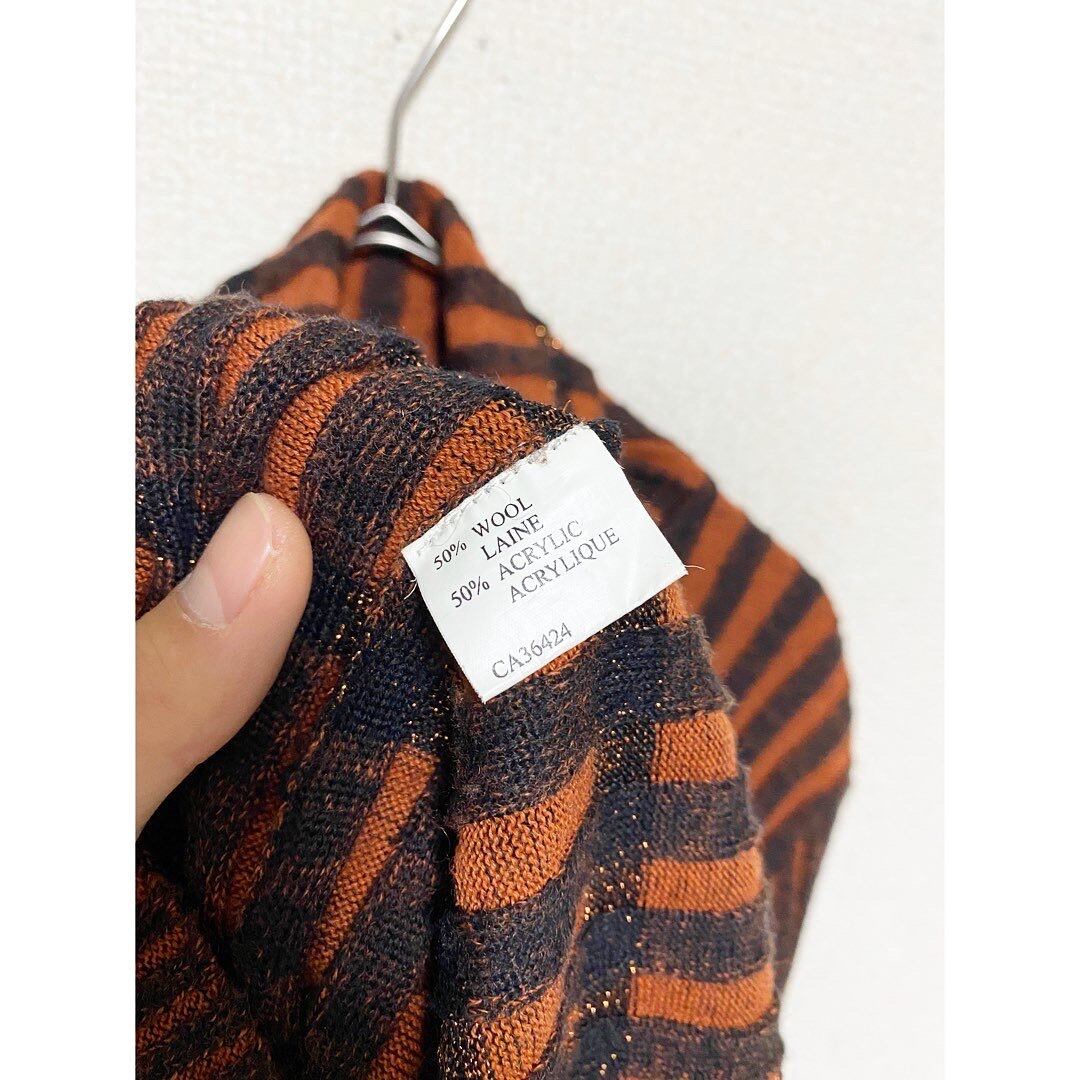 50% WOOL
LAINE
50% ACRYLIC
ACRYLIQUE
CA36424